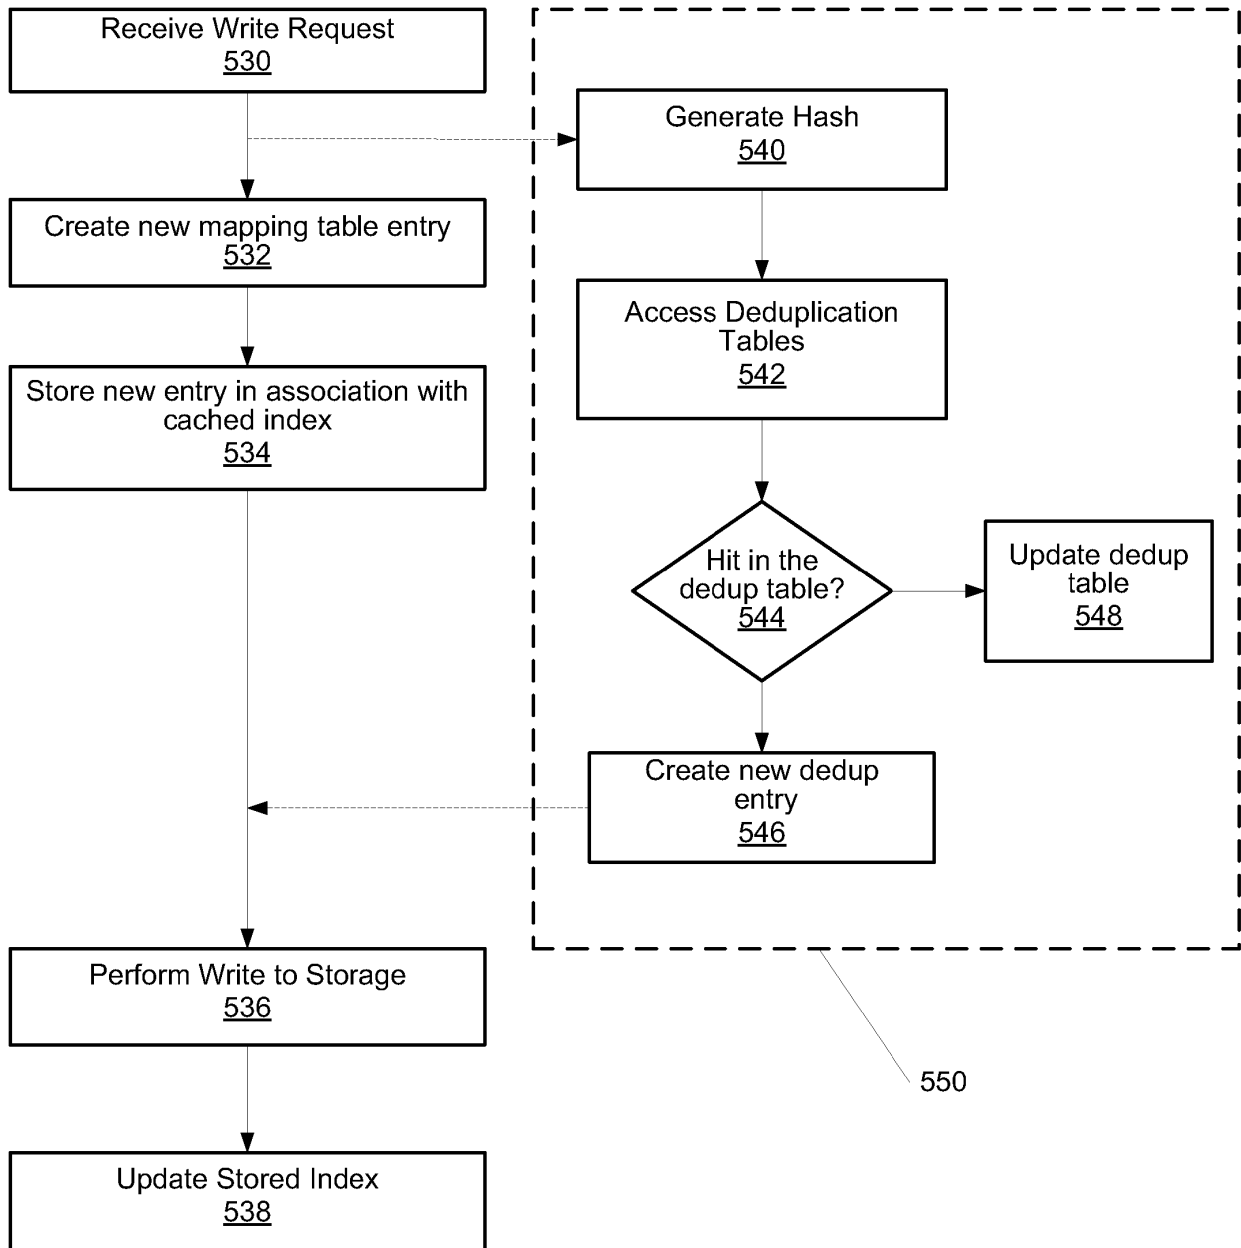 Receive Write Request
530
Create new mapping table entry
532
Store new entry in association with
cached index
534
Perform Write to Storage
536
Update Stored Index
538
Generate Hash
540
Access Deduplication
Tables
542
Hit in the
dedup table?
544
Update dedup
table
548
Create new dedup
entry
546
550